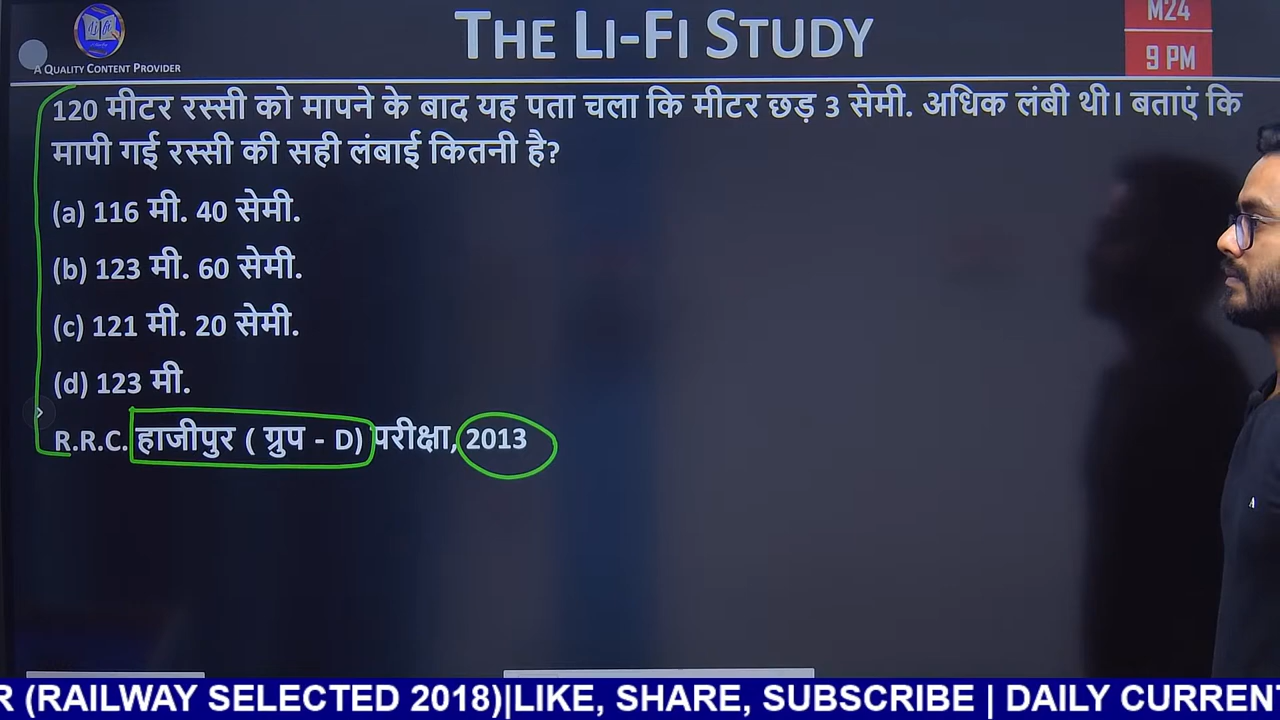 THE LI-FI STUDY
M24
9 PM
A QUALITY CONTENT PROVIDER
120 मीटर रस्सी को मापने के बाद यह पता चला कि मीटर छड़ 3 सेमी. अधिक लंबी थी। बताएं कि
मापी गई रस्सी की सही लंबाई कितनी है?
(a) 116 मी. 40 सेमी.
(b) 123 मी. 60 सेमी.
(c) 121 मी. 20 सेमी.
(d) 123 मी.
R.R.C. हाजीपुर ( ग्रुप - D) परीक्षा, 2013
R (RAILWAY SELECTED 2018)|LIKE, SHARE, SUBSCRIBE | DAILY CURRENT